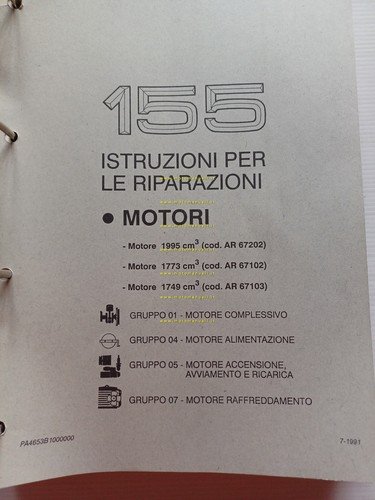 155
ISTRUZIONI PER
LE RIPARAZIONI
● MOTORI
- Motore 1995 cm³ (cod. AR 67202)
- Motore 1773 cm³ (cod. AR 67102)
- Motore 1749 cm³ (cod. AR 67103)
GRUPPO 01 - MOTORE COMPLESSIVO
GRUPPO 04 - MOTORE ALIMENTAZIONE
GRUPPO 05 - MOTORE ACCENSIONE,
AVVIAMENTO E RICARICA
GRUPPO 07 - MOTORE RAFFREDDAMENTO
PA4653B1000000
7-1991